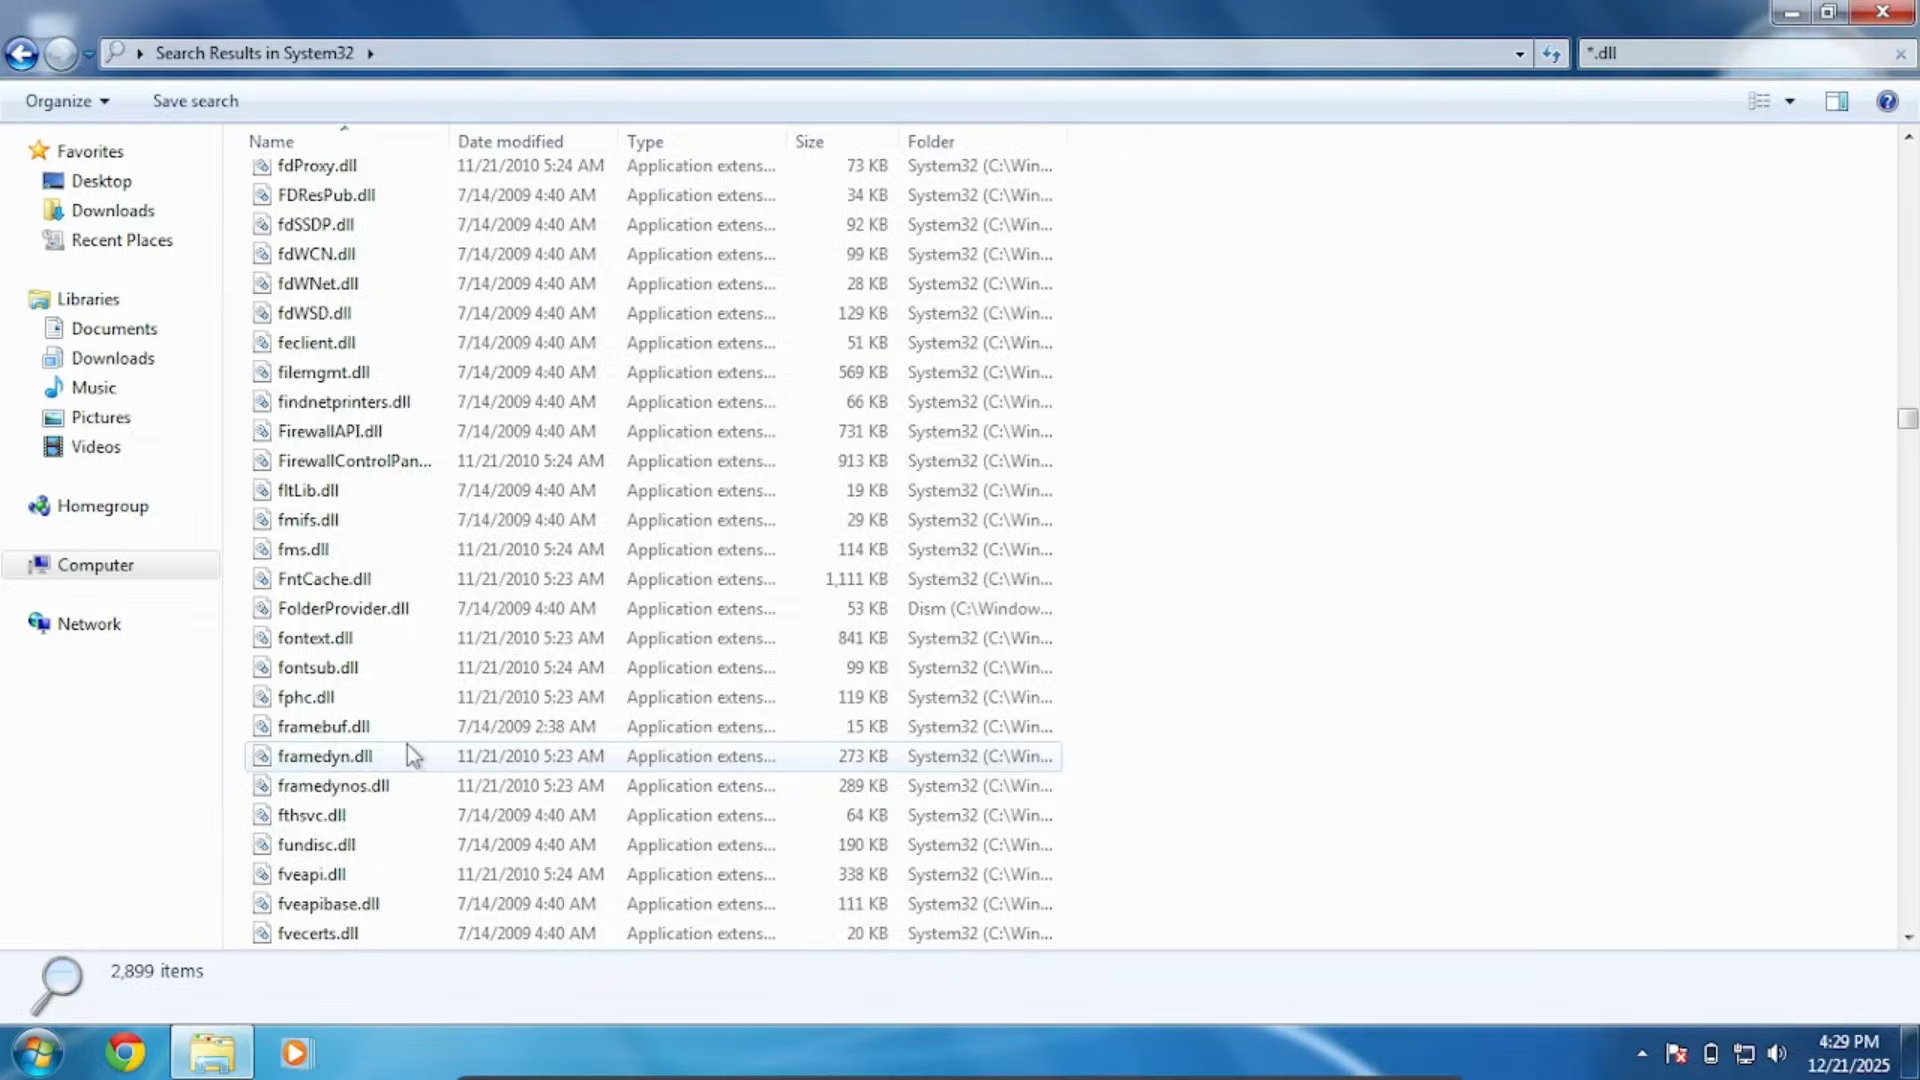 Search Results in System32
*.dll
Organize
Save search
Favorites
Desktop
Downloads
Recent Places
Libraries
Documents
Downloads
Music
Pictures
Videos
Homegroup
Computer
Network
Name Date modified Type Size Folder
fdProxy.dll 11/21/2010 5:24 AM Application extens... 73 KB System32 (C:\Win...
FDResPub.dll 7/14/2009 4:40 AM Application extens... 34 KB System32 (C:\Win...
fdSSDP.dll 7/14/2009 4:40 AM Application extens... 92 KB System32 (C:\Win...
fdWCN.dll 7/14/2009 4:40 AM Application extens... 99 KB System32 (C:\Win...
fdWNet.dll 7/14/2009 4:40 AM Application extens... 28 KB System32 (C:\Win...
fdWSD.dll 7/14/2009 4:40 AM Application extens... 129 KB System32 (C:\Win...
feclient.dll 7/14/2009 4:40 AM Application extens... 51 KB System32 (C:\Win...
filemgmt.dll 7/14/2009 4:40 AM Application extens... 569 KB System32 (C:\Win...
findnetprinters.dll 7/14/2009 4:40 AM Application extens... 66 KB System32 (C:\Win...
FirewallAPI.dll 7/14/2009 4:40 AM Application extens... 731 KB System32 (C:\Win...
FirewallControlPan... 11/21/2010 5:24 AM Application extens... 913 KB System32 (C:\Win...
fltLib.dll 7/14/2009 4:40 AM Application extens... 19 KB System32 (C:\Win...
fmifs.dll 7/14/2009 4:40 AM Application extens... 29 KB System32 (C:\Win...
fms.dll 11/21/2010 5:24 AM Application extens... 114 KB System32 (C:\Win...
FntCache.dll 11/21/2010 5:23 AM Application extens... 1,111 KB System32 (C:\Win...
FolderProvider.dll 7/14/2009 4:40 AM Application extens... 53 KB Dism (C:\Window...
fontext.dll 11/21/2010 5:23 AM Application extens... 841 KB System32 (C:\Win...
fontsub.dll 11/21/2010 5:24 AM Application extens... 99 KB System32 (C:\Win...
fphc.dll 11/21/2010 5:23 AM Application extens... 119 KB System32 (C:\Win...
framebuf.dll 7/14/2009 2:38 AM Application extens... 15 KB System32 (C:\Win...
framedyn.dll 11/21/2010 5:23 AM Application extens... 273 KB System32 (C:\Win...
framedynos.dll 11/21/2010 5:23 AM Application extens... 289 KB System32 (C:\Win...
fthsvc.dll 7/14/2009 4:40 AM Application extens... 64 KB System32 (C:\Win...
fundisc.dll 7/14/2009 4:40 AM Application extens... 190 KB System32 (C:\Win...
fveapi.dll 11/21/2010 5:24 AM Application extens... 338 KB System32 (C:\Win...
fveapibase.dll 7/14/2009 4:40 AM Application extens... 111 KB System32 (C:\Win...
fvecerts.dll 7/14/2009 4:40 AM Application extens... 20 KB System32 (C:\Win...
2,899 items
4:29 PM
12/21/2025